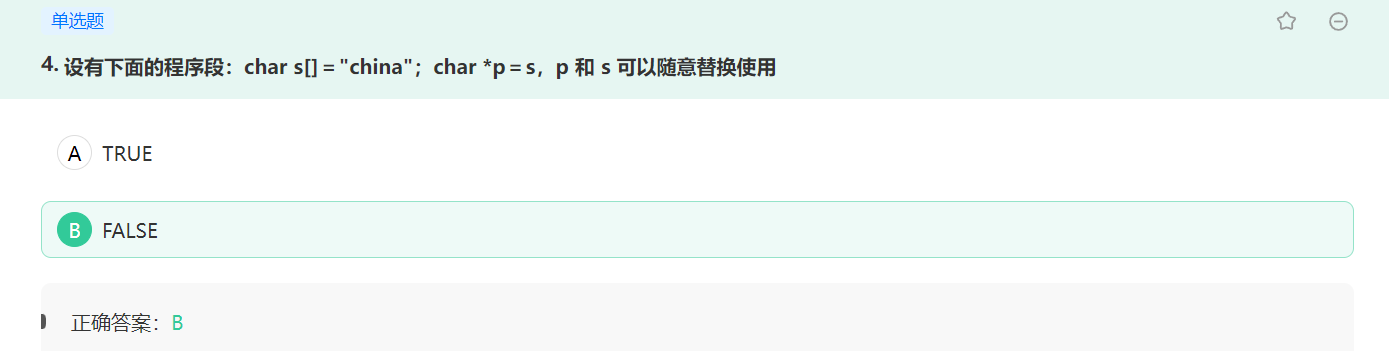 单选题
4. 设有下面的程序段：char s[] = "china"；char *p = s，p 和 s 可以随意替换使用
A TRUE
B FALSE
正确答案：B